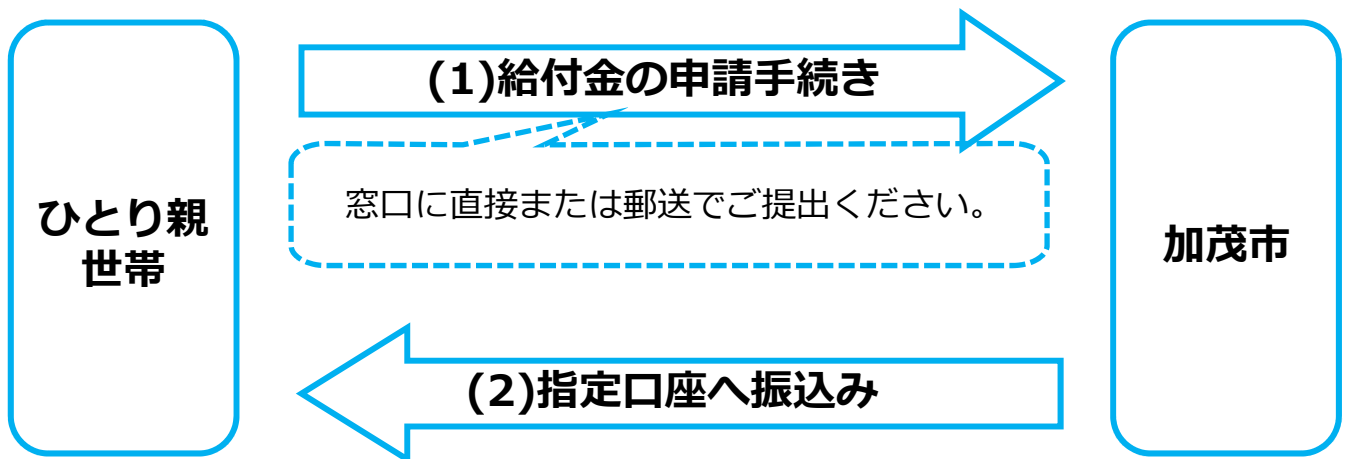 (1)給付金の申請手続き
窓口に直接または郵送でご提出ください。
ひとり親
世帯
加茂市
(2)指定口座へ振込み